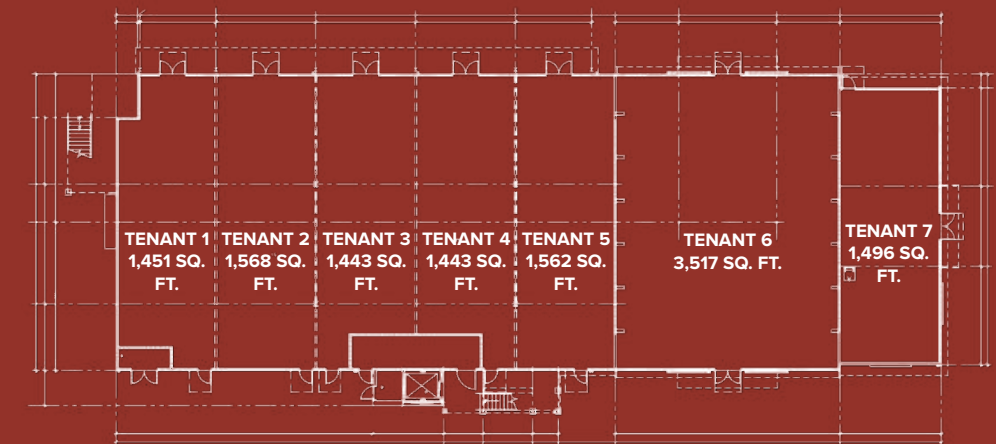 TENANT 1
1,451 SQ.
FT.
TENANT 2
1,568 SQ.
FT.
TENANT 3
1,443 SQ.
FT.
TENANT 4
1,443 SQ.
FT.
TENANT 5
1,562 SQ.
FT.
TENANT 6
3,517 SQ. FT.
TENANT 7
1,496 SQ.
FT.